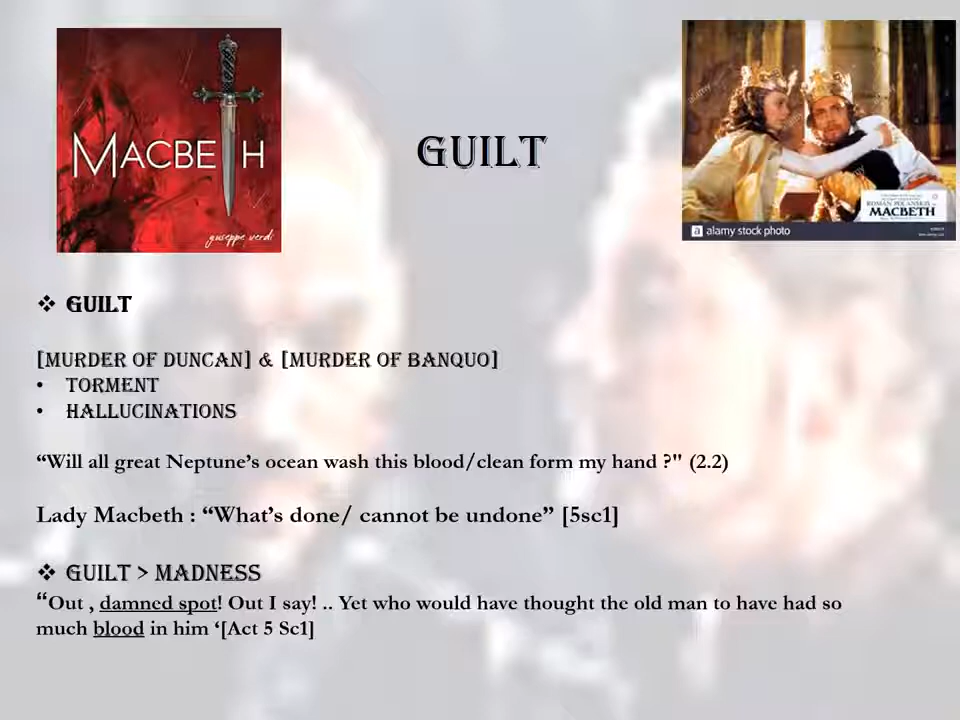 MACBETH
giuseppe verdi
GUILT
ROMAN POLANSKI'S
MACBETH
alamy
a alamy stock photo
❖ GUILT
[MURDER OF DUNCAN] & [MURDER OF BANQUO]
• TORMENT
• HALLUCINATIONS
“Will all great Neptune’s ocean wash this blood/clean form my hand ?" (2.2)
Lady Macbeth : “What’s done/ cannot be undone” [5sc1]
❖ GUILT > MADNESS
“Out , damned spot! Out I say! .. Yet who would have thought the old man to have had so
much blood in him ‘[Act 5 Sc1]